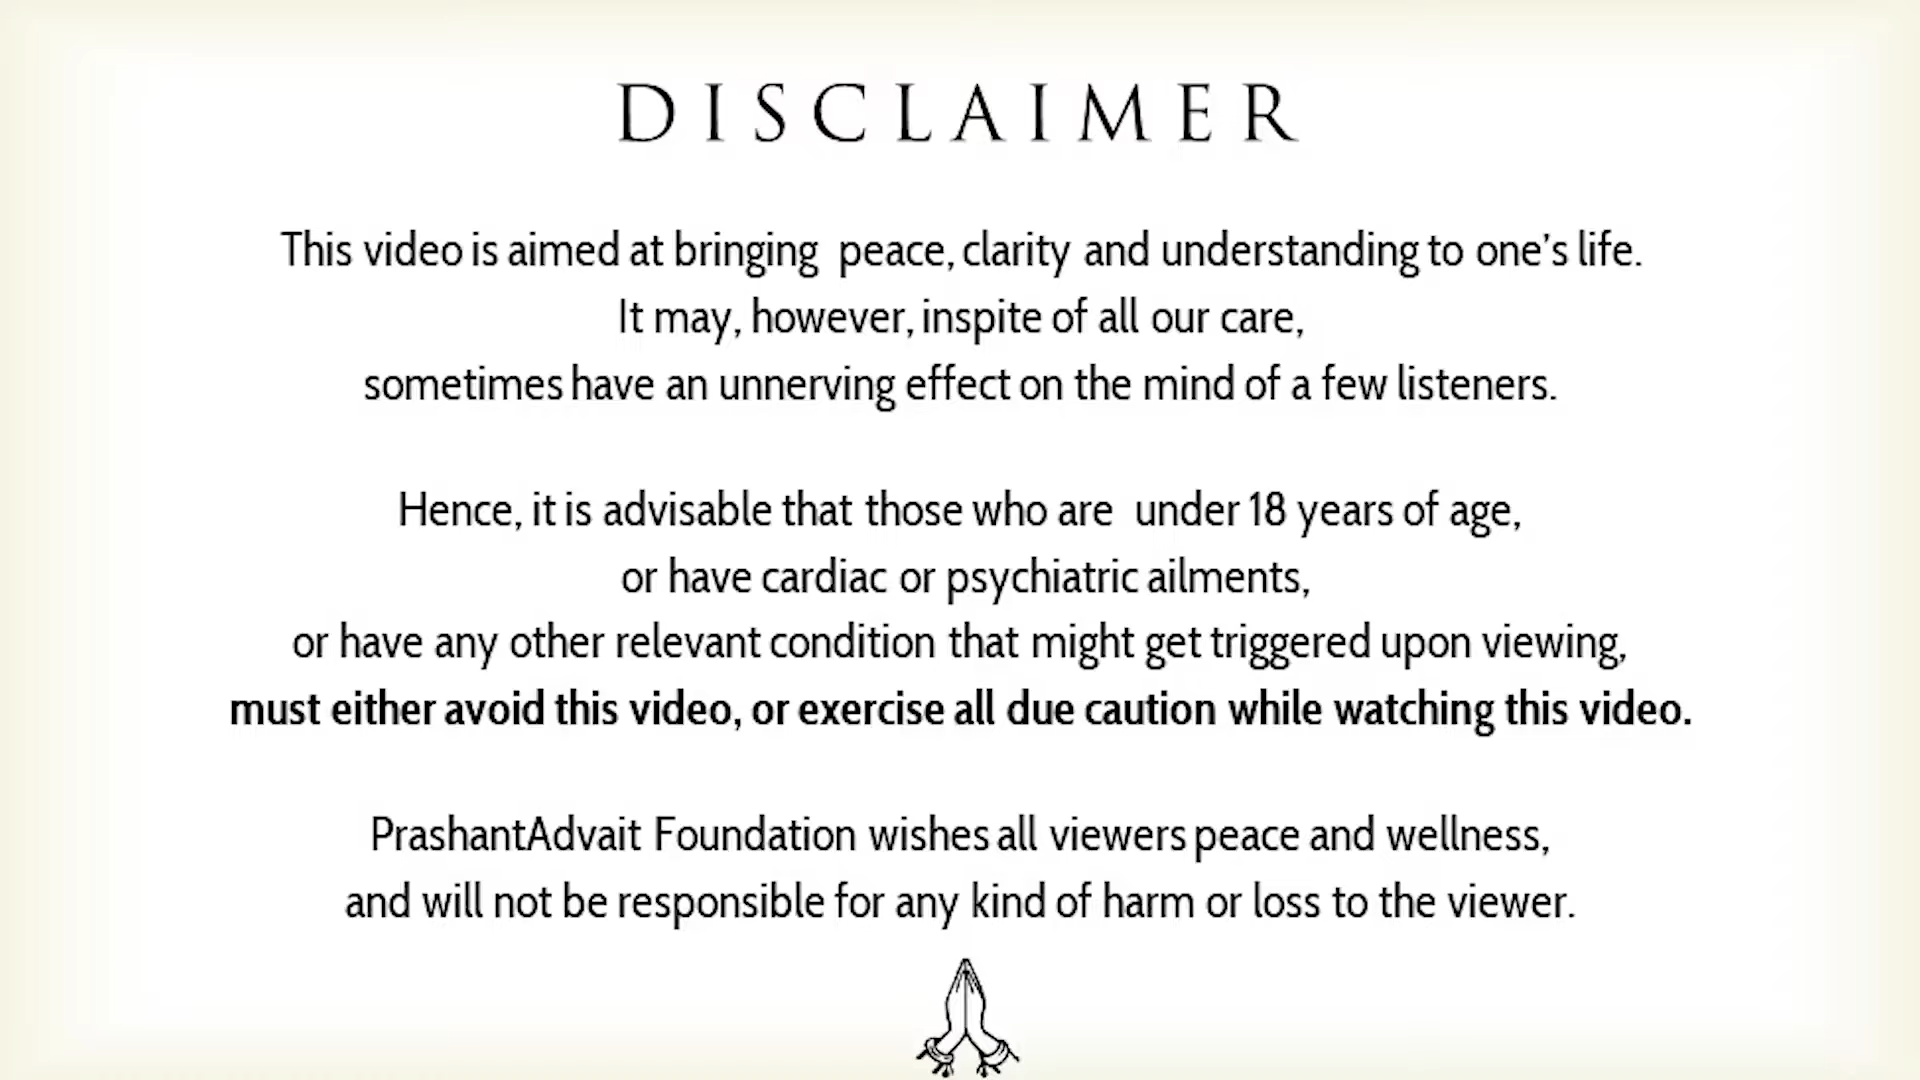 DISCLAIMER
This video is aimed at bringing peace, clarity and understanding to one's life.
It may, however, inspite of all our care,
sometimes have an unnerving effect on the mind of a few listeners.
Hence, it is advisable that those who are under 18 years of age,
or have cardiac or psychiatric ailments,
or have any other relevant condition that might get triggered upon viewing,
must either avoid this video, or exercise all due caution while watching this video.
PrashantAdvait Foundation wishes all viewers peace and wellness,
and will not be responsible for any kind of harm or loss to the viewer.